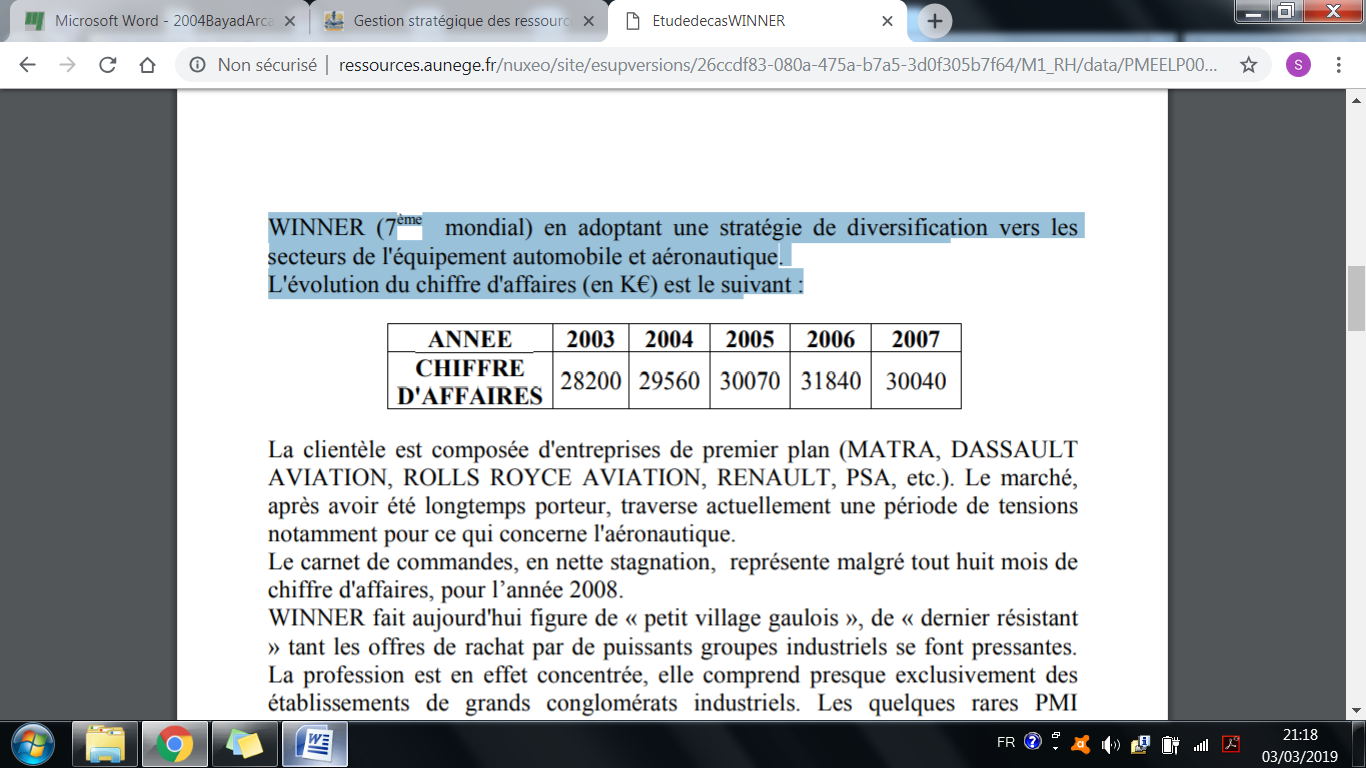 Microsoft Word - 2004BayadArca
Gestion stratégique des ressourc
EtudedecasWINNER
Non sécurisé | ressources.aunege.fr/nuxeo/site/esupversions/26ccdf83-080a-475a-b7a5-3d0f305b7f64/M1_RH/data/PMEELP00...
S
WINNER (7ème mondial) en adoptant une stratégie de diversification vers les
secteurs de l'équipement automobile et aéronautique.
L'évolution du chiffre d'affaires (en K€) est le suivant :
ANNEE 2003 2004 2005 2006 2007
CHIFFRE
D'AFFAIRES 28200 29560 30070 31840 30040
La clientèle est composée d'entreprises de premier plan (MATRA, DASSAULT
AVIATION, ROLLS ROYCE AVIATION, RENAULT, PSA, etc.). Le marché,
après avoir été longtemps porteur, traverse actuellement une période de tensions
notamment pour ce qui concerne l'aéronautique.
Le carnet de commandes, en nette stagnation, représente malgré tout huit mois de
chiffre d'affaires, pour l’année 2008.
WINNER fait aujourd'hui figure de « petit village gaulois », de « dernier résistant
» tant les offres de rachat par de puissants groupes industriels se font pressantes.
La profession est en effet concentrée, elle comprend presque exclusivement des
établissements de grands conglomérats industriels. Les quelques rares PMI
FR
21:18
03/03/2019